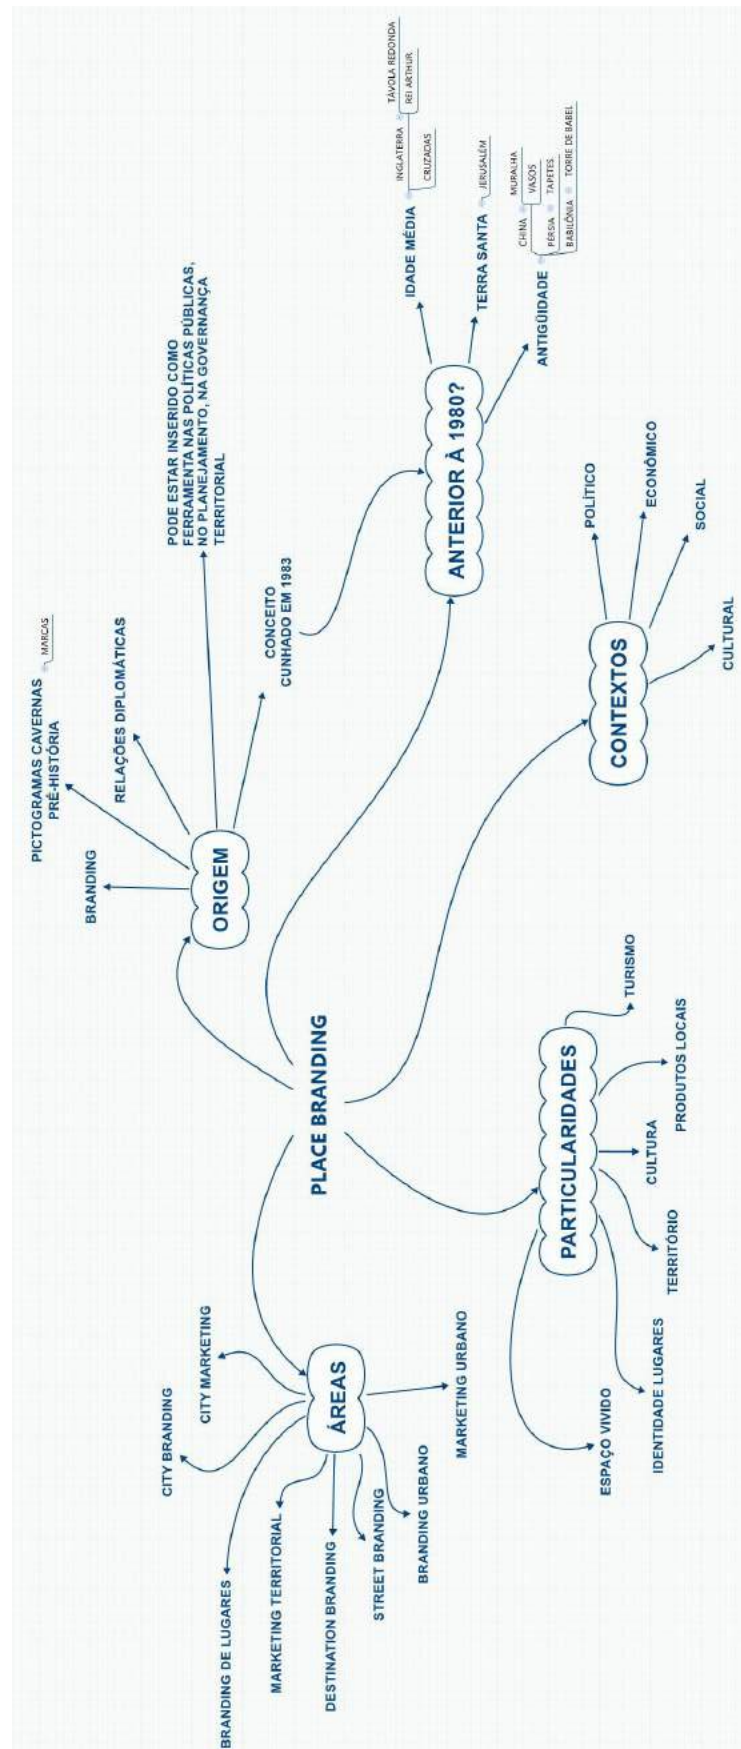 PLACE BRANDING
ORIGEM
BRANDING
PICTOGRAMAS CAVERNAS
PRÉ-HISTÓRIA
MARCAS
RELAÇÕES DIPLOMÁTICAS
PODE ESTAR INSERIDO COMO
FERRAMENTA NAS POLÍTICAS PÚBLICAS,
NO PLANEJAMENTO, NA GOVERNANÇA
TERRITORIAL
CONCEITO
CUNHADO EM 1983
ANTERIOR À 1980?
IDADE MÉDIA
INGLATERRA
TÁVOLA REDONDA
REI ARTHUR
CRUZADAS
TERRA SANTA
JERUSALÉM
ANTIGÜIDADE
CHINA
MURALHA
VASOS
PÉRSIA
TAPETES
BABILÔNIA
TORRE DE BABEL
CONTEXTOS
POLÍTICO
ECONÔMICO
SOCIAL
CULTURAL
PARTICULARIDADES
TURISMO
PRODUTOS LOCAIS
CULTURA
TERRITÓRIO
IDENTIDADE LUGARES
ESPAÇO VIVIDO
ÁREAS
CITY MARKETING
CITY BRANDING
BRANDING DE LUGARES
MARKETING TERRITORIAL
DESTINATION BRANDING
STREET BRANDING
BRANDING URBANO
MARKETING URBANO